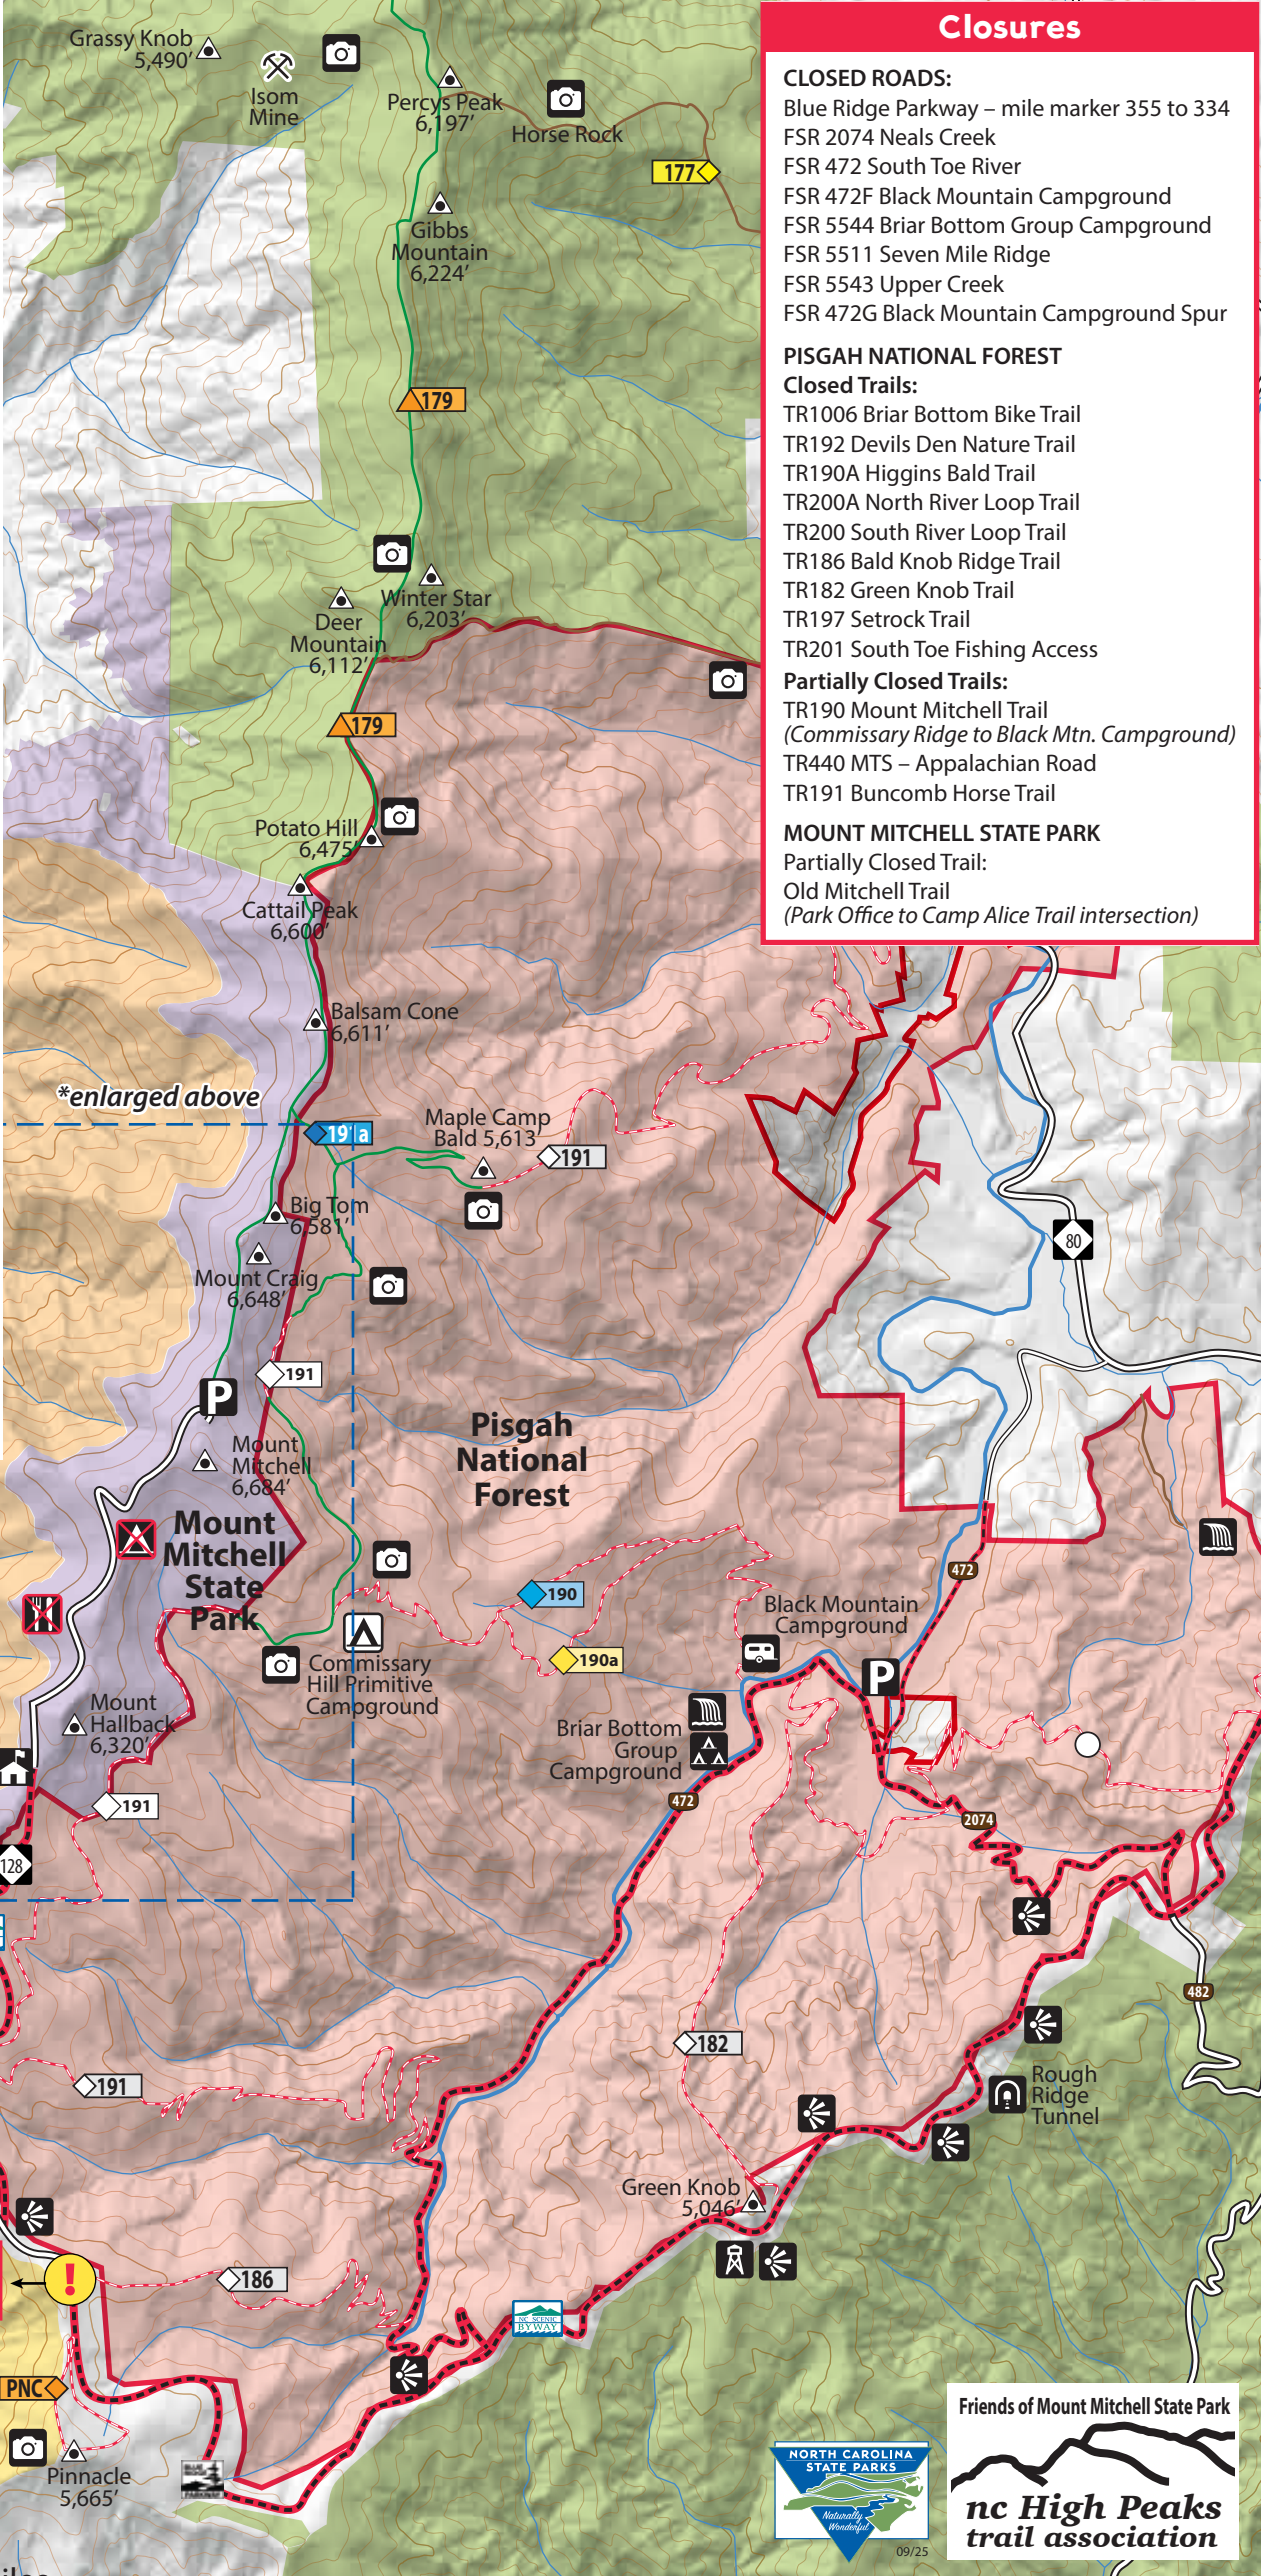 Closures
CLOSED ROADS:
Blue Ridge Parkway – mile marker 355 to 334
FSR 2074 Neals Creek
FSR 472 South Toe River
FSR 472F Black Mountain Campground
FSR 5544 Briar Bottom Group Campground
FSR 5511 Seven Mile Ridge
FSR 5543 Upper Creek
FSR 472G Black Mountain Campground Spur
PISGAH NATIONAL FOREST
Closed Trails:
TR1006 Briar Bottom Bike Trail
TR192 Devils Den Nature Trail
TR190A Higgins Bald Trail
TR200A North River Loop Trail
TR200 South River Loop Trail
TR186 Bald Knob Ridge Trail
TR182 Green Knob Trail
TR197 Setrock Trail
TR201 South Toe Fishing Access
Partially Closed Trails:
TR190 Mount Mitchell Trail
(Commissary Ridge to Black Mtn. Campground)
TR440 MTS – Appalachian Road
TR191 Buncomb Horse Trail
MOUNT MITCHELL STATE PARK
Partially Closed Trail:
Old Mitchell Trail
(Park Office to Camp Alice Trail intersection)
Grassy Knob
5,490’
Isom
Mine
Percys Peak
6,197’
Horse Rock
177
Gibbs
Mountain
6,224’
179
Winter Star
6,203’
Deer
Mountain
6,112’
179
Potato Hill
6,475’
Cattail Peak
6,600’
Balsam Cone
6,611’
*enlarged above
191a
Maple Camp
Bald 5,613
191
Big Tom
6,581’
80
Mount Craig
6,648’
191
P
Pisgah
National
Forest
Mount
Mitchell
6,684’
Mount
Mitchell
State
Park
472
190
Black Mountain
Campground
190a
P
Commissary
Hill Primitive
Campground
Mount
Hallback
6,320’
Briar Bottom
Group
Campground
191
472
2074
128
482
182
191
Rough
Ridge
Tunnel
Green Knob
5,046’
!
186
NC SCENIC
BYWAY
PNC
Pinnacle
5,665’
BLUE
RIDGE
PARKWAY
NORTH CAROLINA
STATE PARKS
Naturally
Wonderful
09/25
Friends of Mount Mitchell State Park
nc High Peaks
trail association